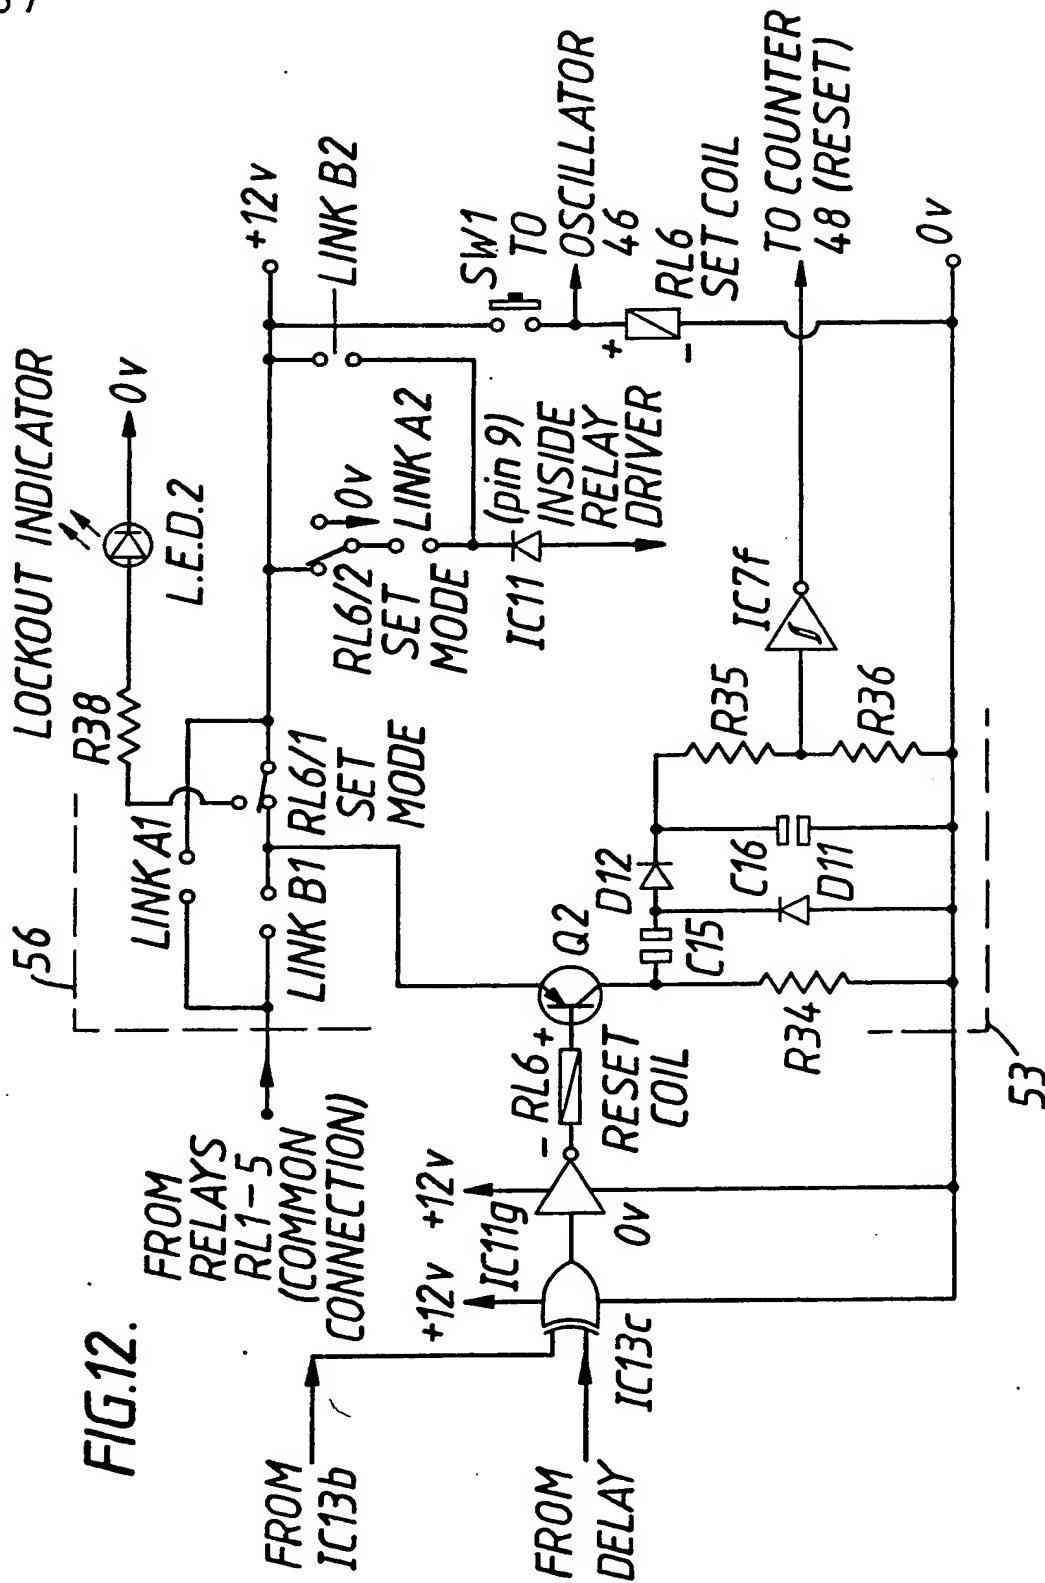 FIG.12.
LOCKOUT INDICATOR
0v
L.E.D.2
R38
56
LINK A1
+12v
LINK B2
LINK B1
RL6/1
SET
MODE
RL6/2
SET
MODE
0v
LINK A2
SW1
TO
OSCILLATOR
46
FROM
RELAYS
RL1-5
(COMMON
CONNECTION)
IC11
(pin 9)
INSIDE
RELAY
DRIVER
+
-
RL6
SET COIL
FROM
IC13b
+12v
+12v
IC11g
- RL6 +
RESET
COIL
Q2
D12
R35
IC7f
TO COUNTER
48 (RESET)
C15
C16
D11
R36
R34
0v
0v
IC13c
FROM
DELAY
53